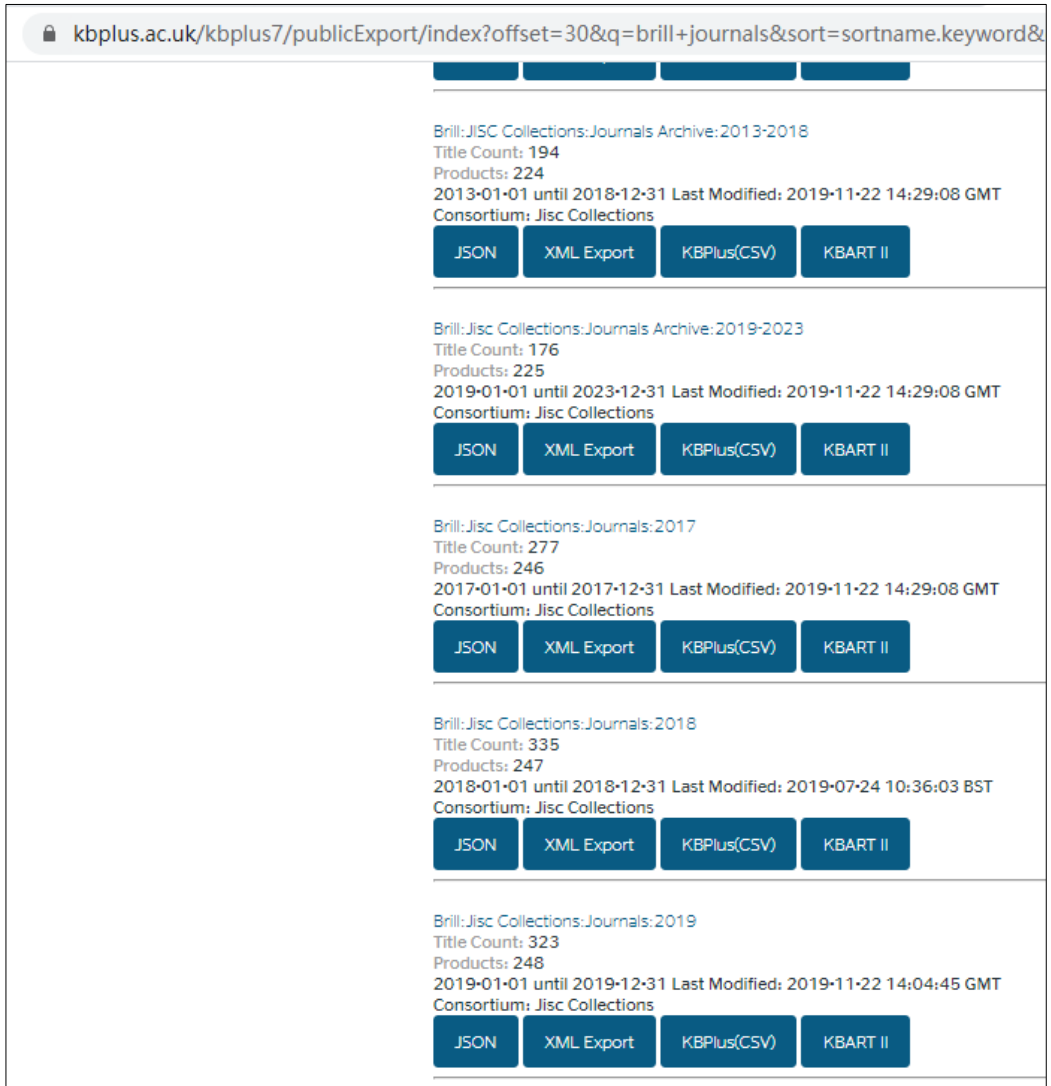 kbplus.ac.uk/kbplus7/publicExport/index?offset=30&q=brill+journals&sort=sortname.keyword&
Brill:JISC Collections:Journals Archive:2013-2018
Title Count: 194
Products: 224
2013-01-01 until 2018-12-31 Last Modified: 2019-11-22 14:29:08 GMT
Consortium: Jisc Collections
JSON XML Export KBPlus(CSV) KBART II
Brill:Jisc Collections:Journals Archive:2019-2023
Title Count: 176
Products: 225
2019-01-01 until 2023-12-31 Last Modified: 2019-11-22 14:29:08 GMT
Consortium: Jisc Collections
JSON XML Export KBPlus(CSV) KBART II
Brill:Jisc Collections:Journals:2017
Title Count: 277
Products: 246
2017-01-01 until 2017-12-31 Last Modified: 2019-11-22 14:29:08 GMT
Consortium: Jisc Collections
JSON XML Export KBPlus(CSV) KBART II
Brill:Jisc Collections:Journals:2018
Title Count: 335
Products: 247
2018-01-01 until 2018-12-31 Last Modified: 2019-07-24 10:36:03 BST
Consortium: Jisc Collections
JSON XML Export KBPlus(CSV) KBART II
Brill:Jisc Collections:Journals:2019
Title Count: 323
Products: 248
2019-01-01 until 2019-12-31 Last Modified: 2019-11-22 14:04:45 GMT
Consortium: Jisc Collections
JSON XML Export KBPlus(CSV) KBART II